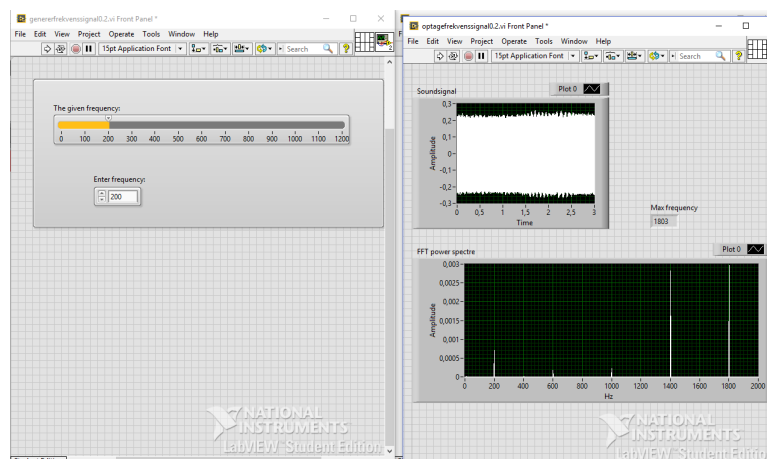 genererfrekvenssignal0.2.vi Front Panel *
File Edit View Project Operate Tools Window Help
15pt Application Font
Search
The given frequency:
0 100 200 300 400 500 600 700 800 900 1000 1100 1200
Enter frequency:
200
NATIONAL
INSTRUMENTS
LabVIEW Student Edition
optagefrekvenssignal0.2.vi Front Panel *
File Edit View Project Operate Tools Window Help
15pt Application Font
Search
Soundsignal
Plot 0
0,3
0,2
0,1
0
-0,1
-0,2
-0,3
Amplitude
0 0,5 1 1,5 2 2,5 3
Time
Max frequency
1803
FFT power spectre
Plot 0
0,003
0,0025
0,002
0,0015
0,001
0,0005
0
Amplitude
0 200 400 600 800 1000 1200 1400 1600 1800 2000
Hz
NATIONAL
INSTRUMENTS
LabVIEW Student Edition